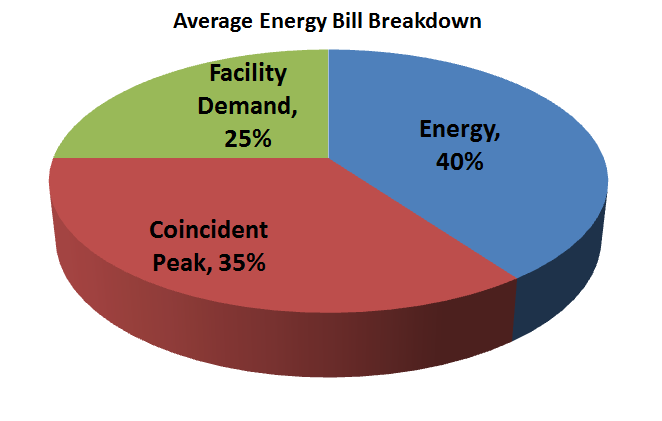 Average Energy Bill Breakdown
Facility
Demand,
25%
Energy,
40%
Coincident
Peak, 35%